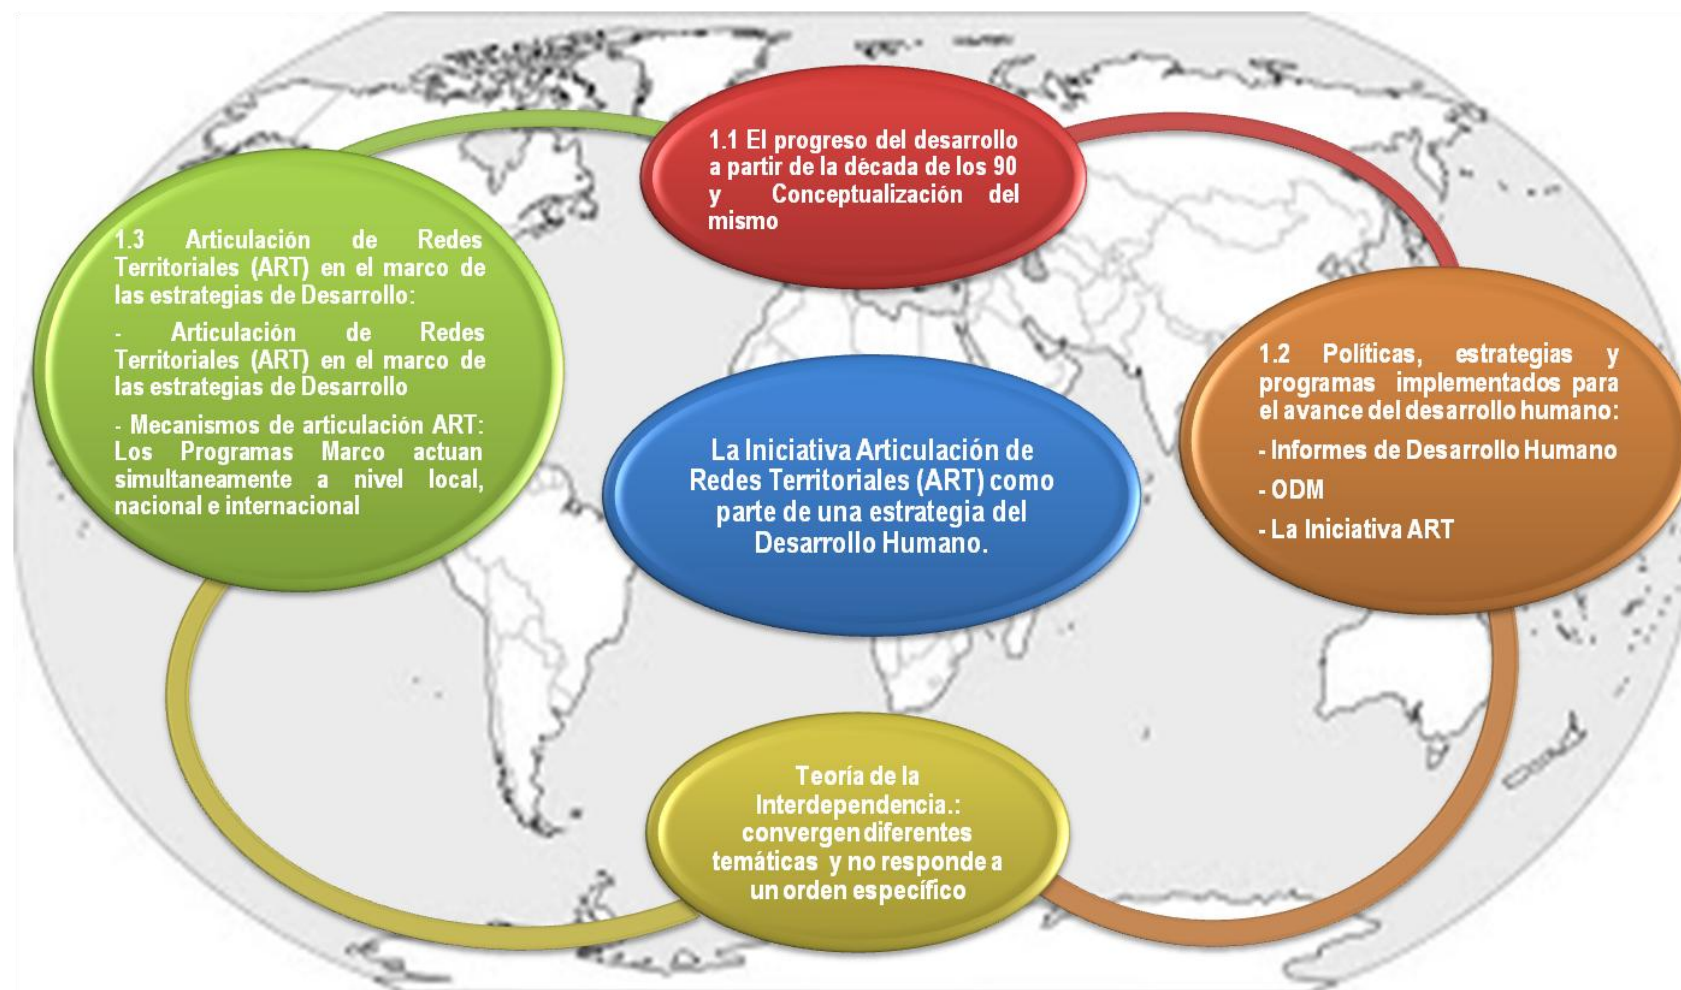 1.1 El progreso del desarrollo
a partir de la década de los 90
y Conceptualización del
mismo
1.2 Políticas, estrategias y
programas implementados para
el avance del desarrollo humano:
- Informes de Desarrollo Humano
- ODM
- La Iniciativa ART
1.3 Articulación de Redes
Territoriales (ART) en el marco de
las estrategias de Desarrollo:
- Articulación de Redes
Territoriales (ART) en el marco de
las estrategias de Desarrollo
- Mecanismos de articulación ART:
Los Programas Marco actuan
simultaneamente a nivel local,
nacional e internacional
La Iniciativa Articulación de
Redes Territoriales (ART) como
parte de una estrategia del
Desarrollo Humano.
Teoría de la
Interdependencia.:
convergen diferentes
temáticas y no responde a
un orden específico